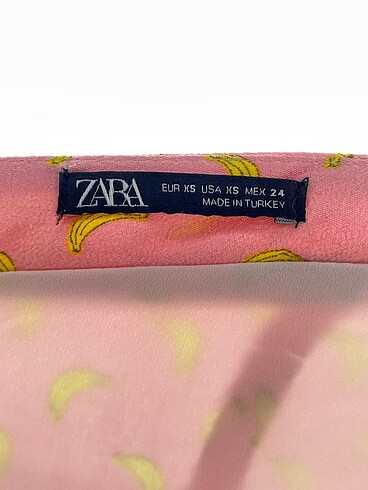 ZARA
EUR XS USA XS MEX 24
MADE IN TURKEY